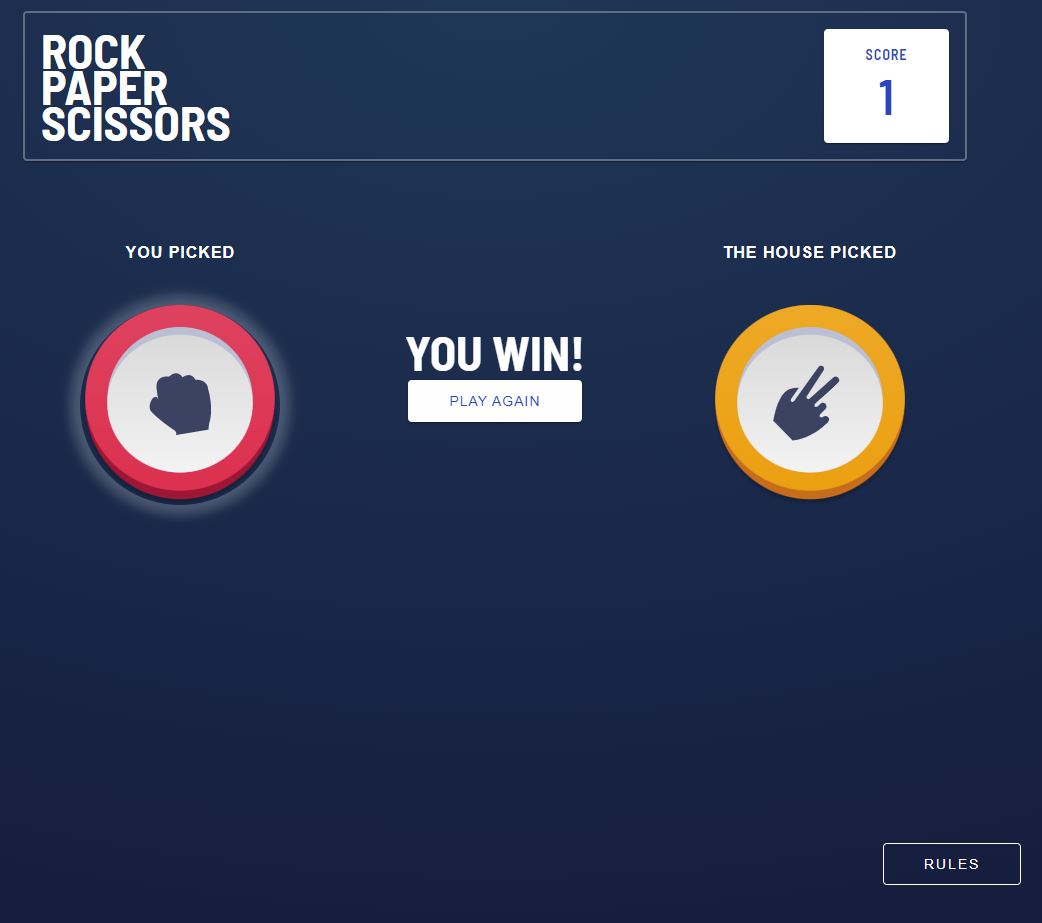 ROCK
PAPER
SCISSORS
SCORE
1
YOU PICKED
THE HOUSE PICKED
YOU WIN!
PLAY AGAIN
RULES